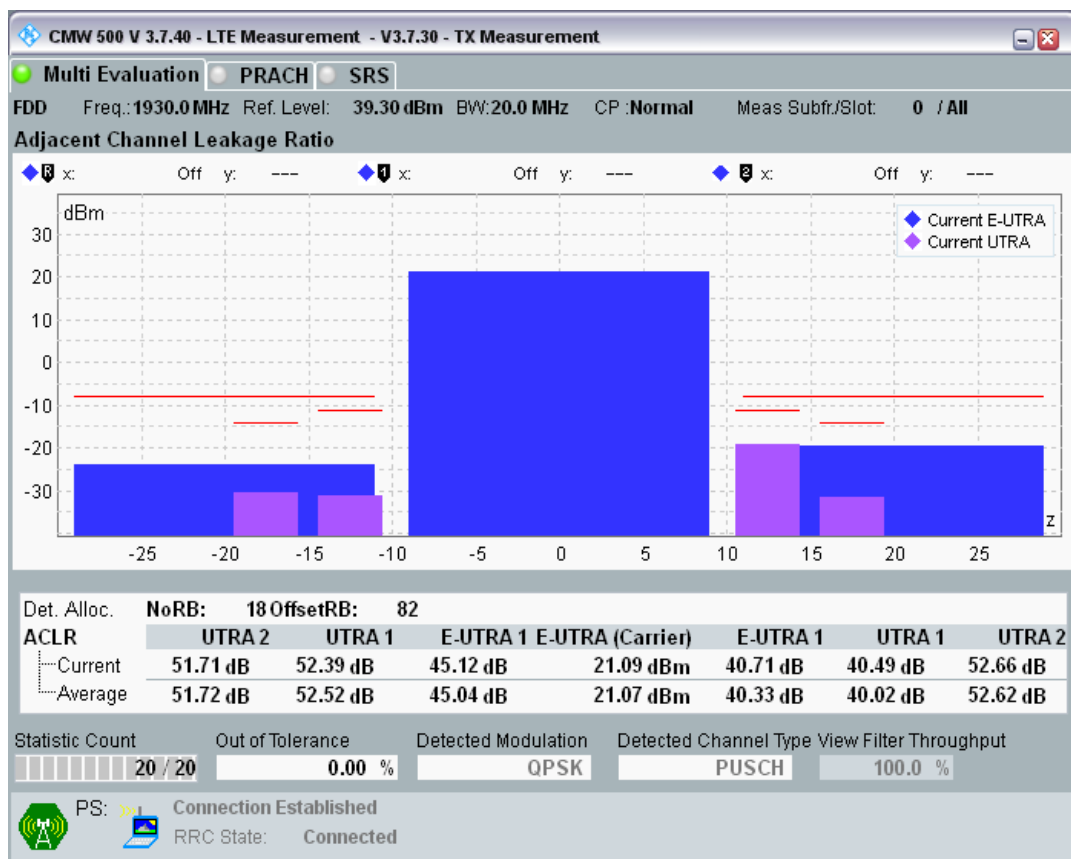 CMW 500 V 3.7.40 - LTE Measurement - V3.7.30 - TX Measurement
Multi Evaluation PRACH SRS
FDD Freq.: 1930.0 MHz Ref. Level: 39.30 dBm BW: 20.0 MHz CP : Normal Meas Subfr./Slot: 0 / All
Adjacent Channel Leakage Ratio
R x: Off y: --- 1 x: Off y: --- 2 x: Off y: ---
dBm
Current E-UTRA
Current UTRA
30
20
10
0
-10
-20
-30
z
-25 -20 -15 -10 -5 0 5 10 15 20 25
Det. Alloc. NoRB: 18 OffsetRB: 82
ACLR UTRA 2 UTRA 1 E-UTRA 1 E-UTRA (Carrier) E-UTRA 1 UTRA 1 UTRA 2
Current 51.71 dB 52.39 dB 45.12 dB 21.09 dBm 40.71 dB 40.49 dB 52.66 dB
Average 51.72 dB 52.52 dB 45.04 dB 21.07 dBm 40.33 dB 40.02 dB 52.62 dB
Statistic Count Out of Tolerance Detected Modulation Detected Channel Type View Filter Throughput
20 / 20 0.00 % QPSK PUSCH 100.0 %
PS: Connection Established
RRC State: Connected